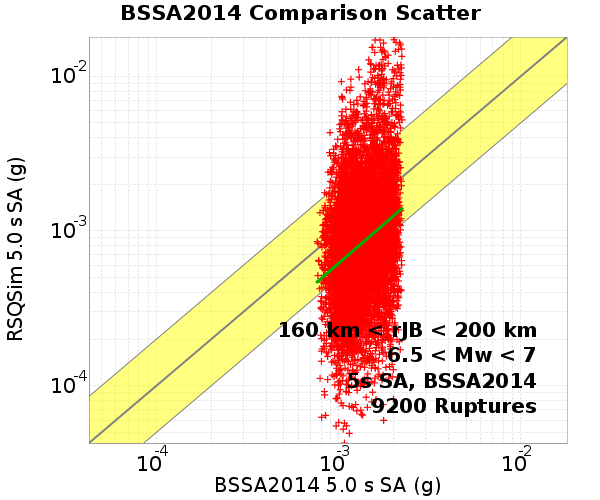 BSSA2014 Comparison Scatter
RSQSim 5.0 s SA (g)
10-2
10-3
10-4
160 km < rJB < 200 km
6.5 < Mw < 7
5s SA, BSSA2014
9200 Ruptures
10-4
10-3
10-2
BSSA2014 5.0 s SA (g)